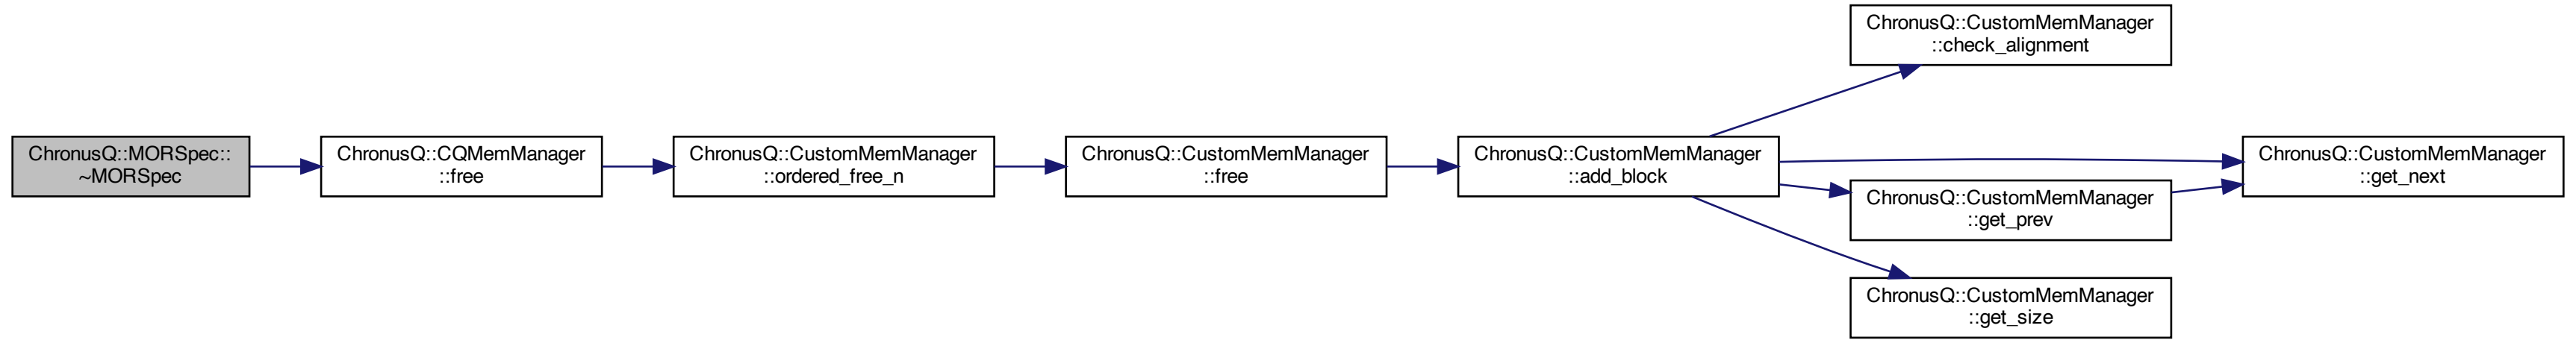 ChronusQ::MORSpec::
~MORSpec
ChronusQ::CQMemManager
::free
ChronusQ::CustomMemManager
::ordered_free_n
ChronusQ::CustomMemManager
::free
ChronusQ::CustomMemManager
::add_block
ChronusQ::CustomMemManager
::check_alignment
ChronusQ::CustomMemManager
::get_next
ChronusQ::CustomMemManager
::get_prev
ChronusQ::CustomMemManager
::get_size